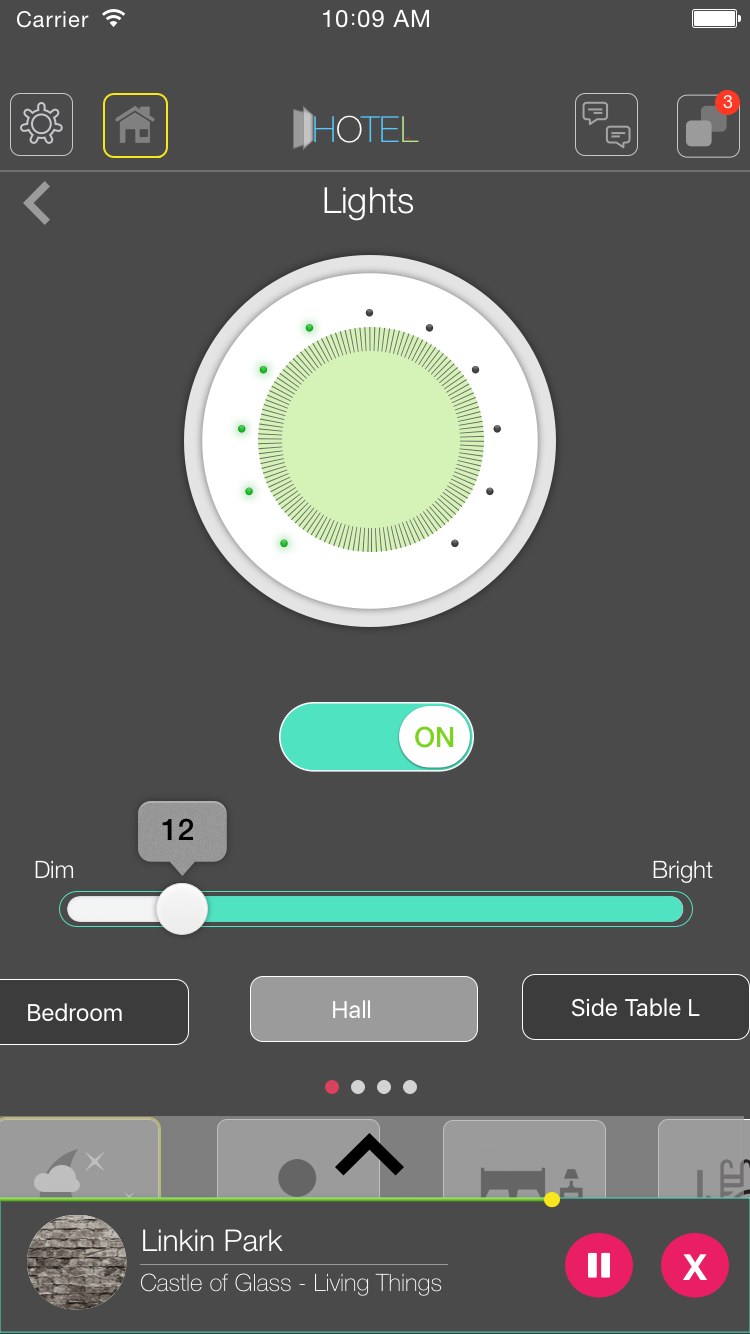 Carrier
10:09 AM
HOTEL
3
Lights
ON
12
Dim
Bright
Bedroom
Hall
Side Table L
Linkin Park
Castle of Glass - Living Things
X